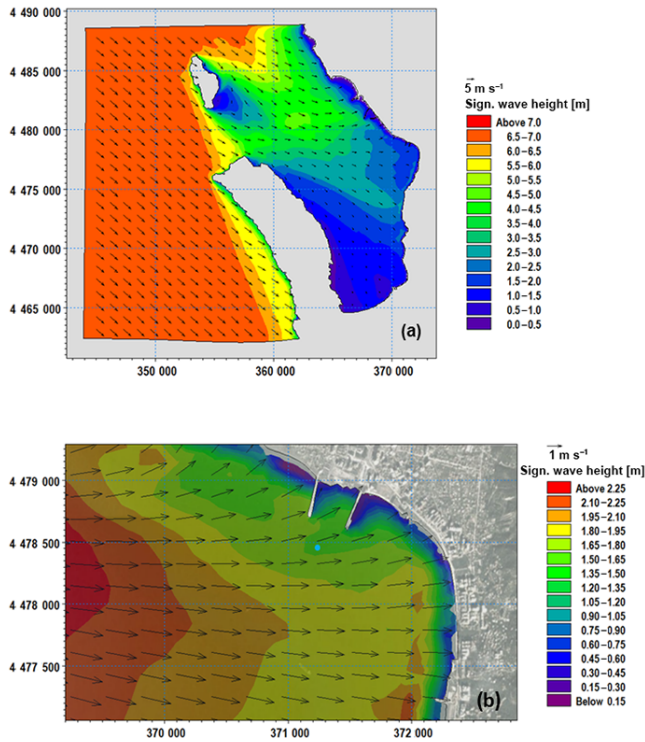 4 490 000
4 485 000
4 480 000
4 475 000
4 470 000
4 465 000
350 000 360 000 370 000
(a)
5 m s⁻¹
Sign. wave height [m]
Above 7.0
6.5–7.0
6.0–6.5
5.5–6.0
5.0–5.5
4.5–5.0
4.0–4.5
3.5–4.0
3.0–3.5
2.5–3.0
2.0–2.5
1.5–2.0
1.0–1.5
0.5–1.0
0.0–0.5
4 479 000
4 478 500
4 478 000
4 477 500
370 000 371 000 372 000
(b)
1 m s⁻¹
Sign. wave height [m]
Above 2.25
2.10–2.25
1.95–2.10
1.80–1.95
1.65–1.80
1.50–1.65
1.35–1.50
1.20–1.35
1.05–1.20
0.90–1.05
0.75–0.90
0.60–0.75
0.45–0.60
0.30–0.45
0.15–0.30
Below 0.15